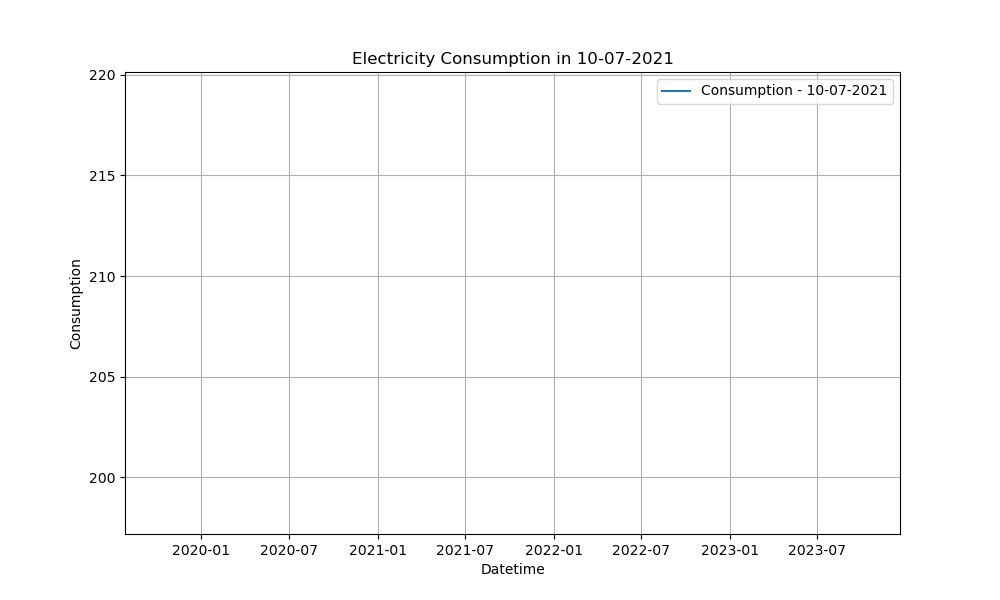 Electricity Consumption in 10-07-2021
Consumption - 10-07-2021
220
215
210
205
200
Consumption
2020-01 2020-07 2021-01 2021-07 2022-01 2022-07 2023-01 2023-07
Datetime